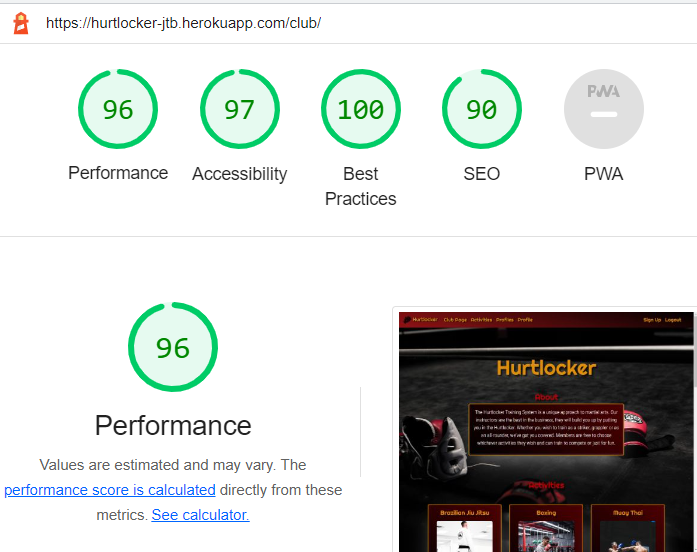 https://hurtlocker-jtb.herokuapp.com/club/
96
97
100
90
PWA
Performance
Accessibility
Best
Practices
SEO
PWA
96
Performance
Values are estimated and may vary. The
performance score is calculated directly from these
metrics. See calculator.
Hurtlocker Club Page Activities Profiles Profile Sign Up Logout
Hurtlocker
About
The Hurtlocker Training System is a unique approach to martial arts. Our
instructors are the best in the business, they will build you up by putting
you in the Hurtlocker. Whether you wish to train as a striker, grappler or as
an all rounder, we've got you covered. Members are free to choose
whichever activities they wish and can train to compete or just for fun.
Activities
Brazilian Jiu Jitsu
Boxing
Muay Thai